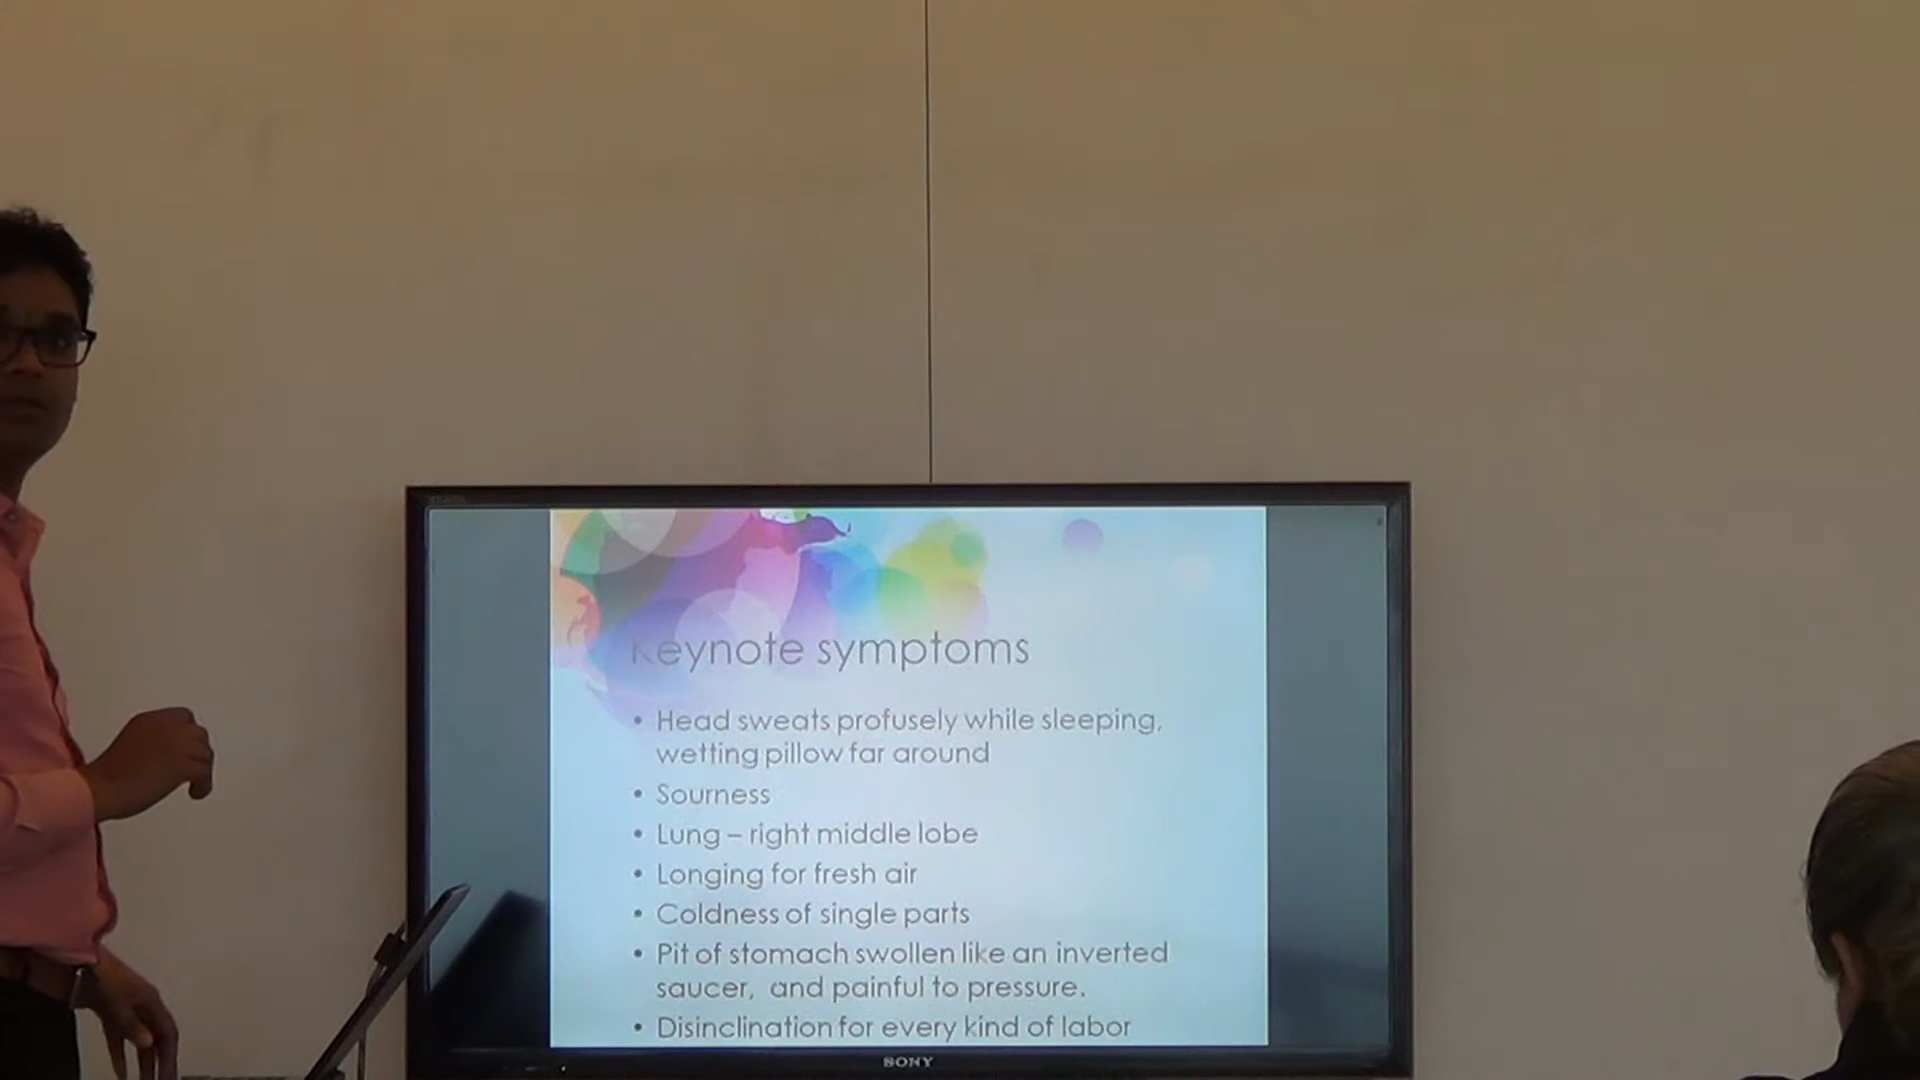 Keynote symptoms
• Head sweats profusely while sleeping,
wetting pillow far around
• Sourness
• Lung – right middle lobe
• Longing for fresh air
• Coldness of single parts
• Pit of stomach swollen like an inverted
saucer, and painful to pressure.
• Disinclination for every kind of labor
SONY